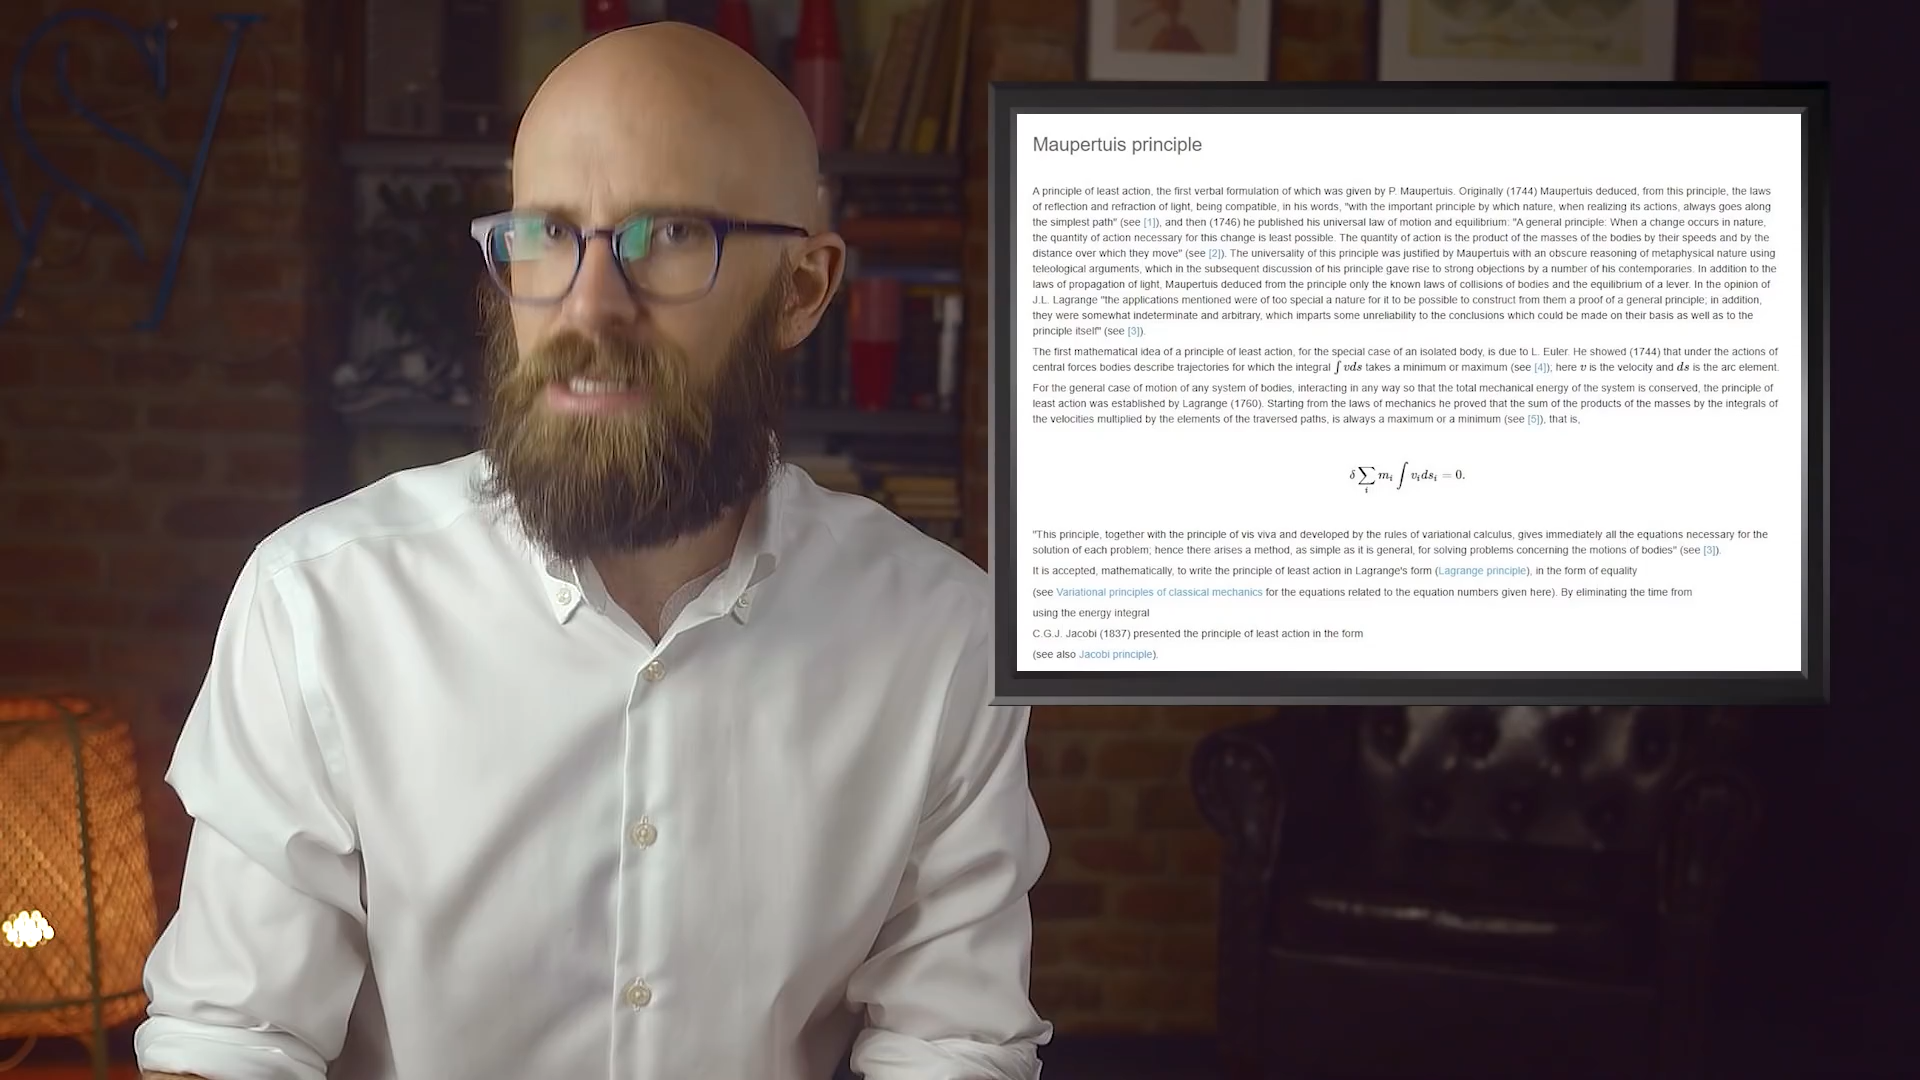 Maupertuis principle
A principle of least action, the first verbal formulation of which was given by P. Maupertuis. Originally (1744) Maupertuis deduced, from this principle, the laws
of reflection and refraction of light, being compatible, in his words, "with the important principle by which nature, when realizing its actions, always goes along
the simplest path" (see [1]), and then (1746) he published his universal law of motion and equilibrium: "A general principle: When a change occurs in nature,
the quantity of action necessary for this change is least possible. The quantity of action is the product of the masses of the bodies by their speeds and by the
distance over which they move" (see [2]). The universality of this principle was justified by Maupertuis with an obscure reasoning of metaphysical nature using
teleological arguments, which in the subsequent discussion of his principle gave rise to strong objections by a number of his contemporaries. In addition to the
laws of propagation of light, Maupertuis deduced from the principle only the known laws of collisions of bodies and the equilibrium of a lever. In the opinion of
J.L. Lagrange "the applications mentioned were of too special a nature for it to be possible to construct from them a proof of a general principle; in addition,
they were somewhat indeterminate and arbitrary, which imparts some unreliability to the conclusions which could be made on their basis as well as to the
principle itself" (see [3]).
The first mathematical idea of a principle of least action, for the special case of an isolated body, is due to L. Euler. He showed (1744) that under the actions of
central forces bodies describe trajectories for which the integral ∫ vds takes a minimum or maximum (see [4]); here v is the velocity and ds is the arc element.
For the general case of motion of any system of bodies, interacting in any way so that the total mechanical energy of the system is conserved, the principle of
least action was established by Lagrange (1760). Starting from the laws of mechanics he proved that the sum of the products of the masses by the integrals of
the velocities multiplied by the elements of the traversed paths, is always a maximum or a minimum (see [5]), that is,
δ ∑ᵢ mᵢ ∫ vᵢdsᵢ = 0.
"This principle, together with the principle of vis viva and developed by the rules of variational calculus, gives immediately all the equations necessary for the
solution of each problem; hence there arises a method, as simple as it is general, for solving problems concerning the motions of bodies" (see [3]).
It is accepted, mathematically, to write the principle of least action in Lagrange's form (Lagrange principle), in the form of equality
(see Variational principles of classical mechanics for the equations related to the equation numbers given here). By eliminating the time from
using the energy integral
C.G.J. Jacobi (1837) presented the principle of least action in the form
(see also Jacobi principle).